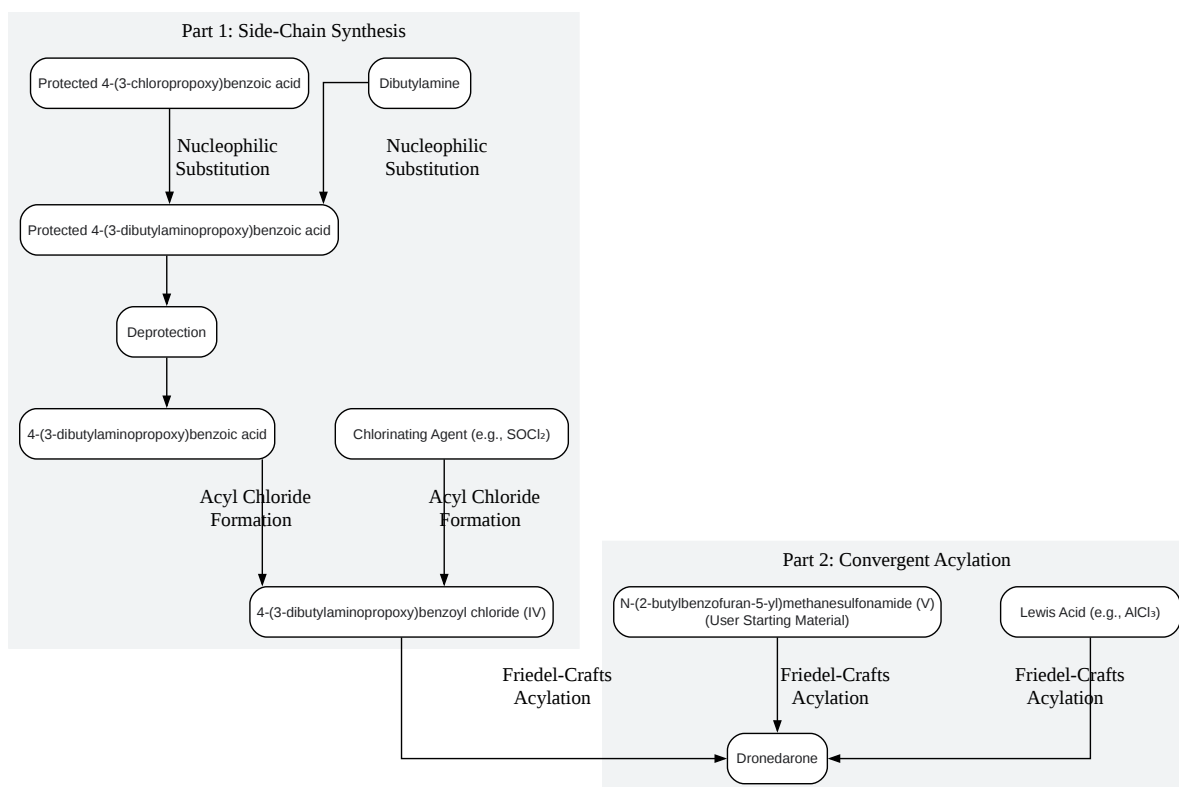 Part 1: Side-Chain Synthesis
Protected 4-(3-chloropropoxy)benzoic acid
Dibutylamine
Nucleophilic
Substitution
Nucleophilic
Substitution
Protected 4-(3-dibutylaminopropoxy)benzoic acid
Deprotection
4-(3-dibutylaminopropoxy)benzoic acid
Chlorinating Agent (e.g., SOCl₂)
Acyl Chloride
Formation
Acyl Chloride
Formation
4-(3-dibutylaminopropoxy)benzoyl chloride (IV)
Part 2: Convergent Acylation
N-(2-butylbenzofuran-5-yl)methanesulfonamide (V)
(User Starting Material)
Lewis Acid (e.g., AlCl₃)
Friedel-Crafts
Acylation
Friedel-Crafts
Acylation
Friedel-Crafts
Acylation
Dronedarone